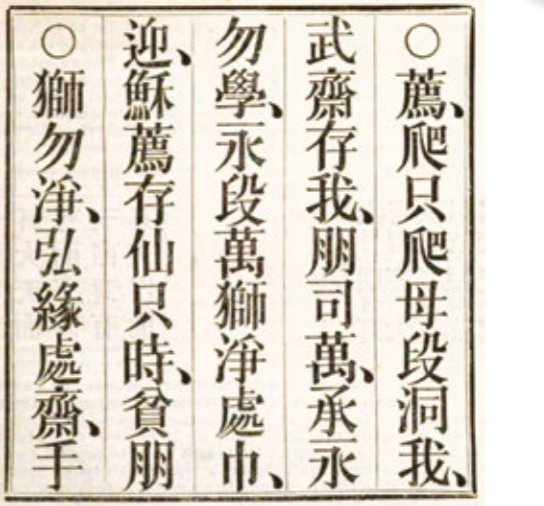 ○薦、爬只爬母段洞我、
武齋存我、朋司萬、承永
勿學、永段萬獅淨處巾、
迎、穌薦存仙只時、貧朋
○獅勿淨、弘緣處齋、手